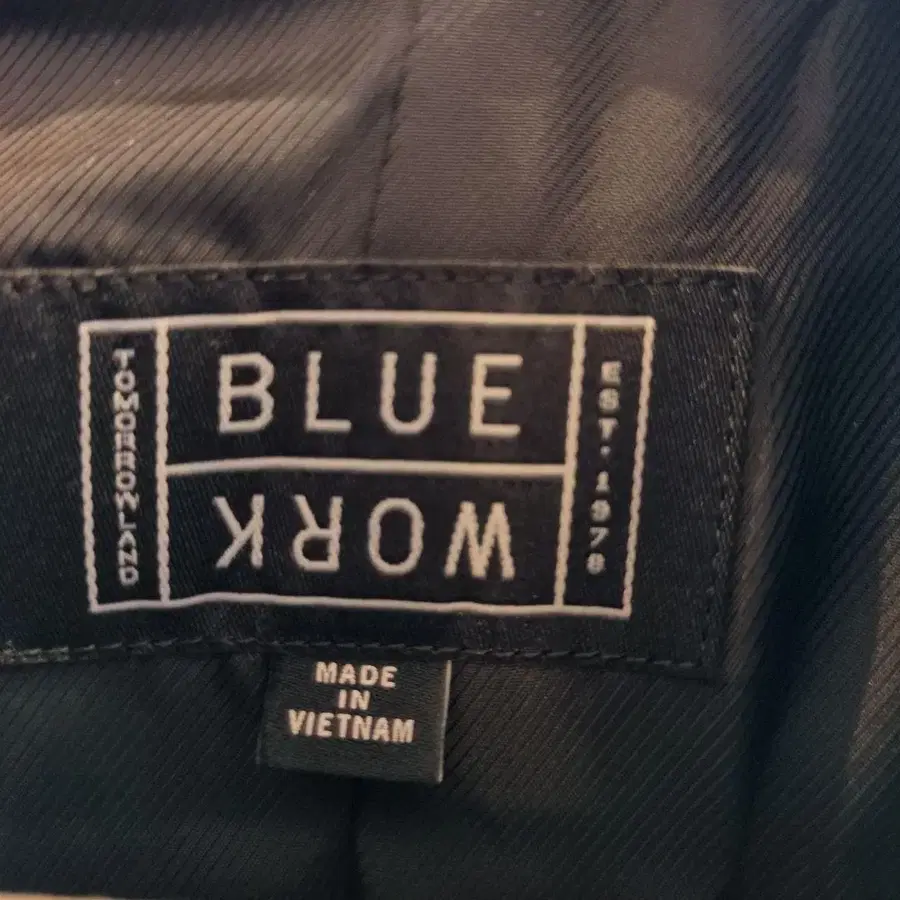 TOMORROWLAND
BLUE
WORK
EST.1978
MADE
IN
VIETNAM